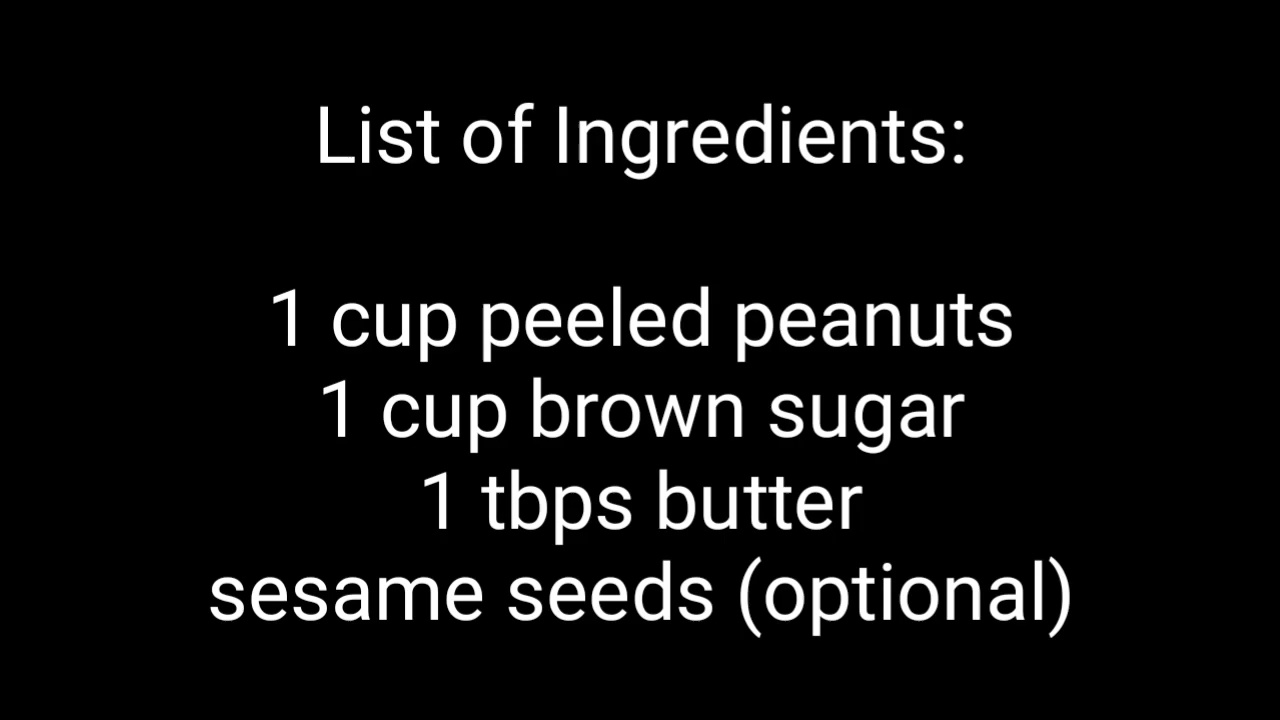 List of Ingredients:
1 cup peeled peanuts
1 cup brown sugar
1 tbps butter
sesame seeds (optional)